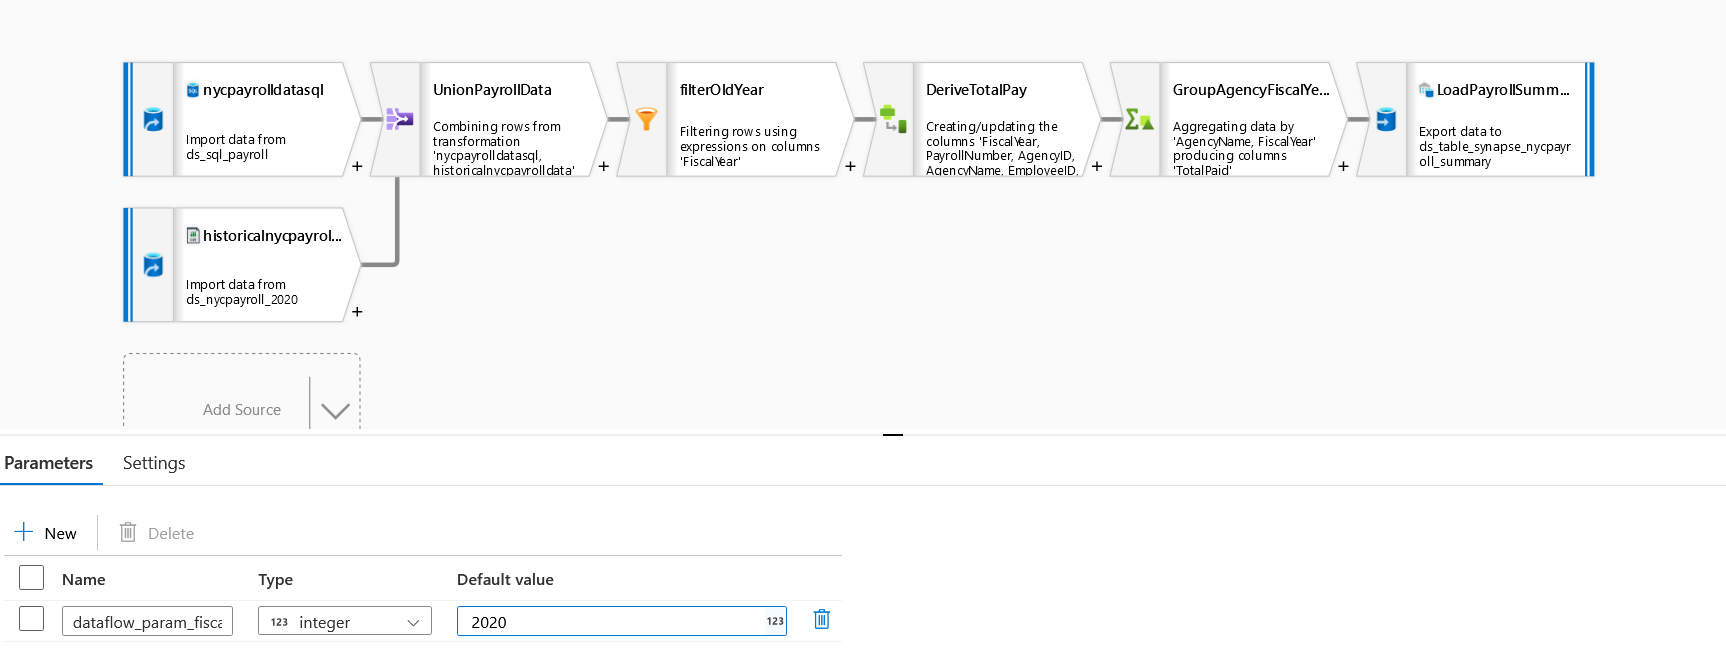 nycpayrolldatasql
Import data from
ds_sql_payroll
+
UnionPayrollData
Combining rows from
transformation
'nycpayrolldatasql,
historicalnycpayrolldata'
+
filterOldYear
Filtering rows using
expressions on columns
'FiscalYear'
+
DeriveTotalPay
Creating/updating the
columns 'FiscalYear,
PayrollNumber, AgencyID,
AgencyName, EmployeeID,
+
GroupAgencyFiscalYe...
Aggregating data by
'AgencyName, FiscalYear'
producing columns
'TotalPaid'
+
LoadPayrollSumm...
Export data to
ds_table_synapse_nycpayr
oll_summary
historicalnycpayrol...
Import data from
ds_nycpayroll_2020
+
Add Source
Parameters Settings
New Delete
Name Type Default value
dataflow_param_fisca 123 integer 2020 123